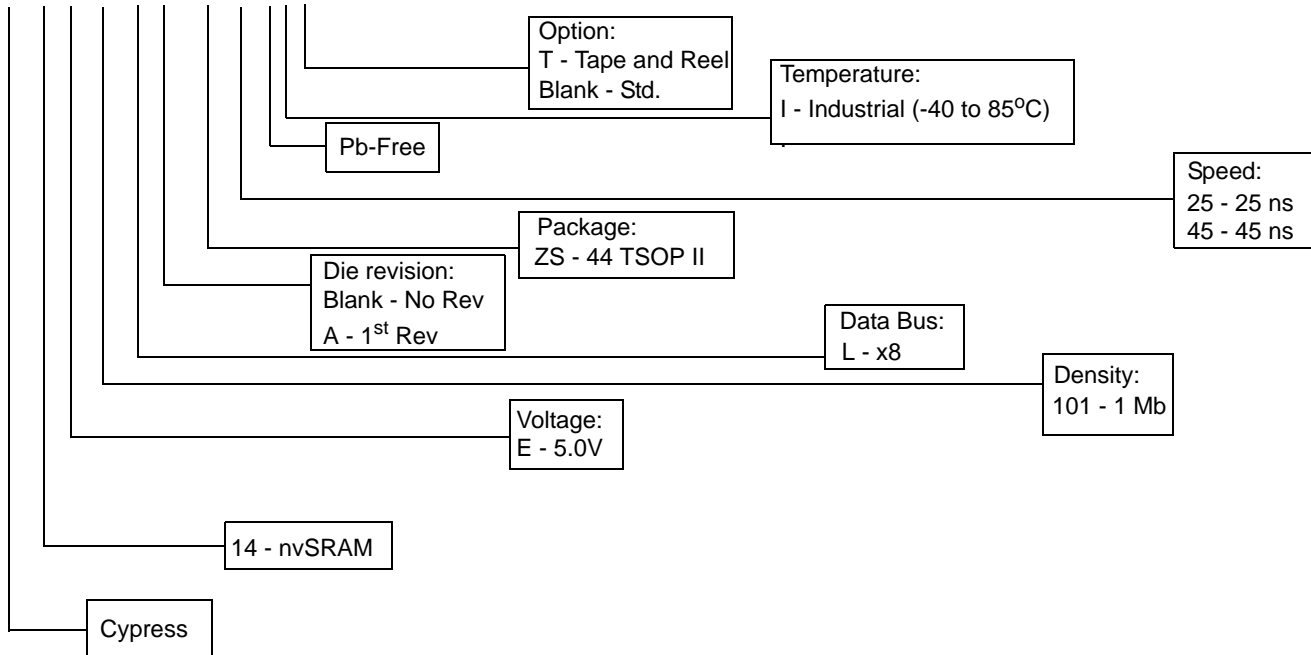 Option:
T - Tape and Reel
Blank - Std.
Temperature:
I - Industrial (-40 to 85oC)
Pb-Free
Speed:
25 - 25 ns
45 - 45 ns
Package:
ZS - 44 TSOP II
Die revision:
Blank - No Rev
A - 1st Rev
Data Bus:
L - x8
Density:
101 - 1 Mb
Voltage:
E - 5.0V
14 - nvSRAM
Cypress